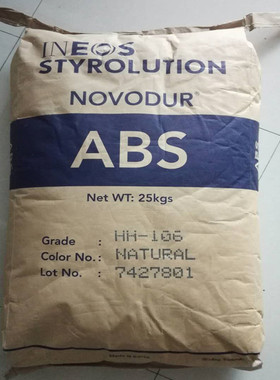 INEOS
STYROLUTION
NOVODUR®
ABS
Net WT: 25kgs
Grade : HH-106
Color No.: NATURAL
Lot No. : 7427801